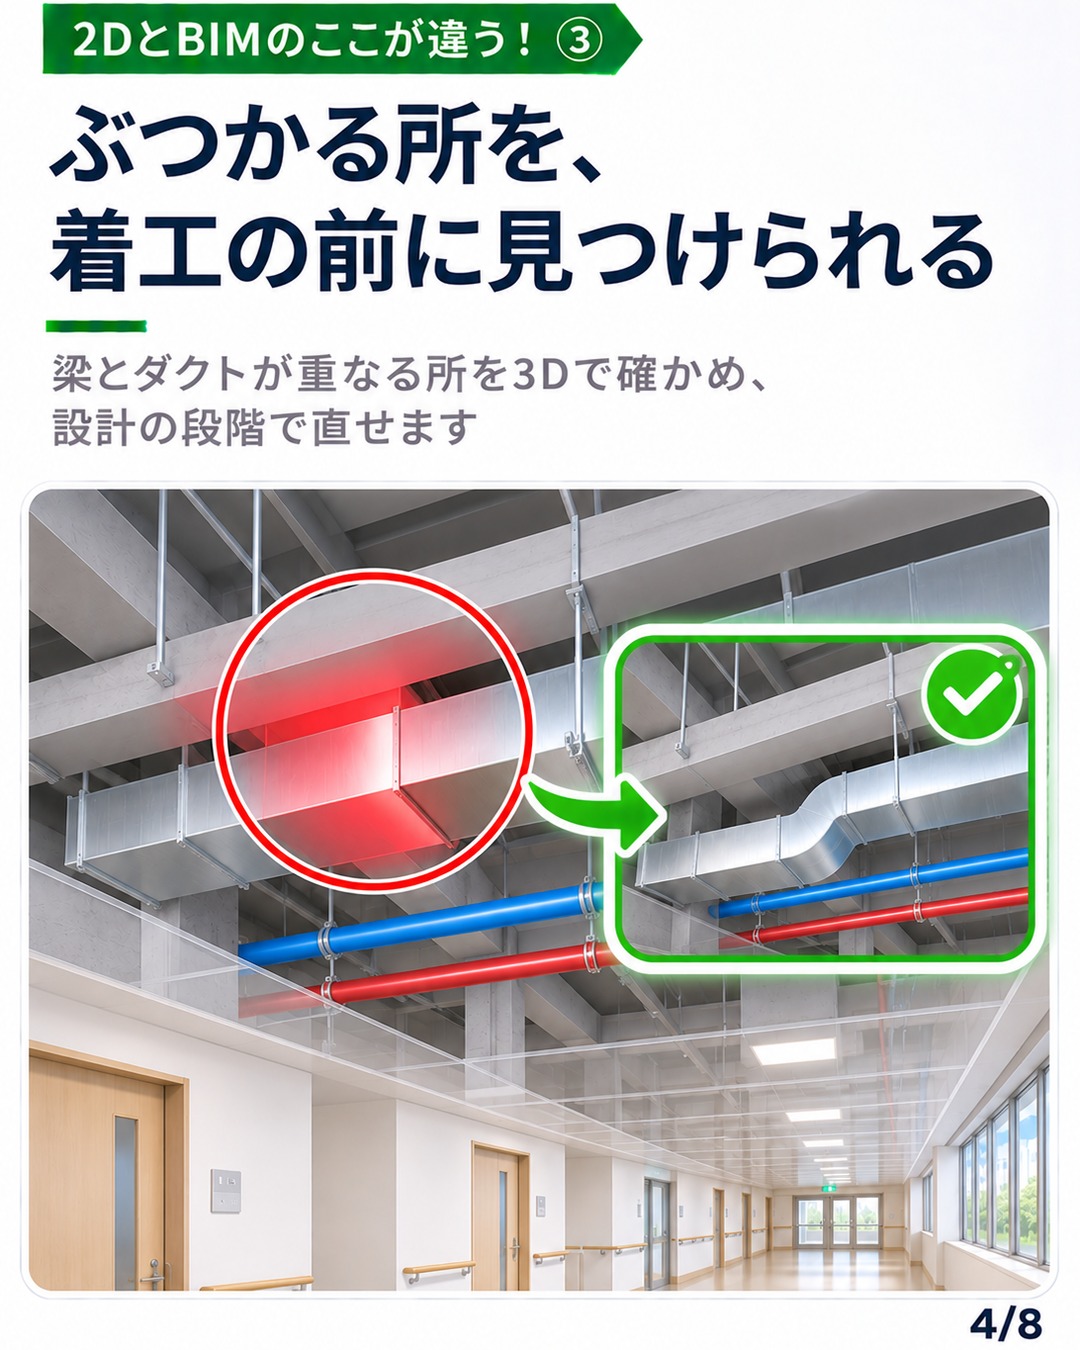 2DとBIMのここが違う！③
ぶつかる所を、
着工の前に見つけられる
梁とダクトが重なる所を3Dで確かめ、
設計の段階で直せます
4/8